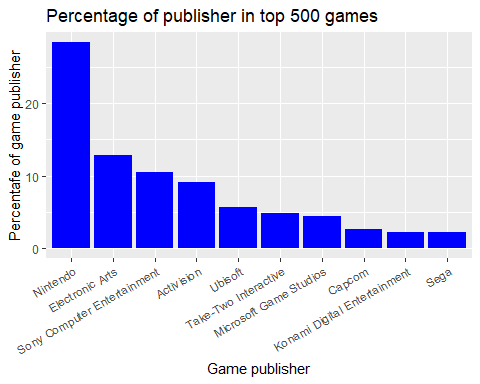 Percentage of publisher in top 500 games
Percentafe of game publisher
20
10
0
Nintendo
Electronic Arts
Sony Computer Entertainment
Activision
Ubisoft
Take-Two Interactive
Microsoft Game Studios
Capcom
Konami Digital Entertainment
Sega
Game publisher